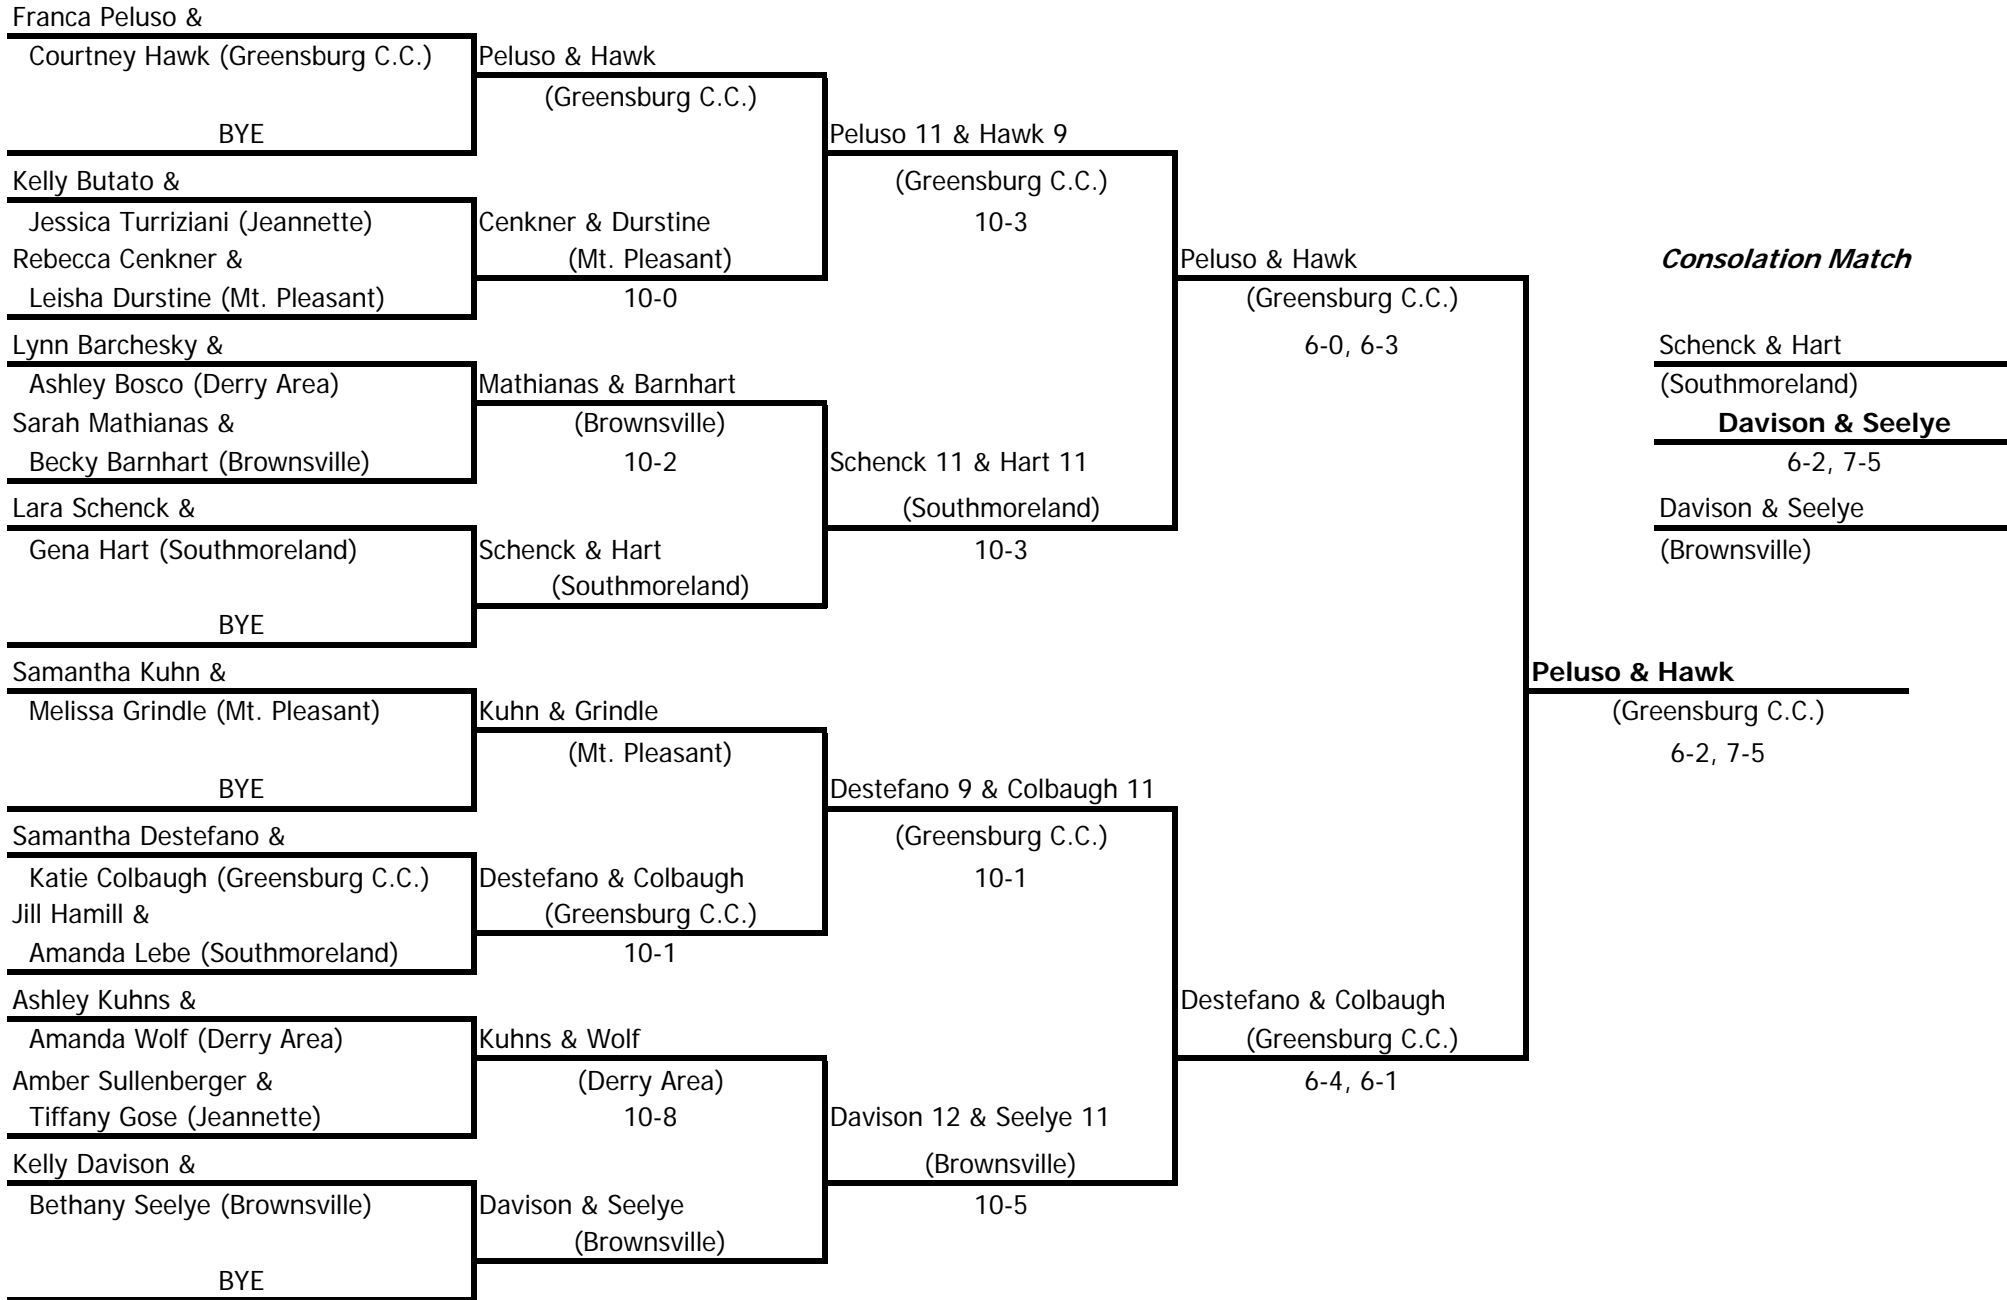 Franca Peluso &
Courtney Hawk (Greensburg C.C.)
BYE
Kelly Butato &
Jessica Turriziani (Jeannette)
Rebecca Cenkner &
Leisha Durstine (Mt. Pleasant)
Lynn Barchesky &
Ashley Bosco (Derry Area)
Sarah Mathianas &
Becky Barnhart (Brownsville)
Lara Schenck &
Gena Hart (Southmoreland)
BYE
Samantha Kuhn &
Melissa Grindle (Mt. Pleasant)
BYE
Samantha Destefano &
Katie Colbaugh (Greensburg C.C.)
Jill Hamill &
Amanda Lebe (Southmoreland)
Ashley Kuhns &
Amanda Wolf (Derry Area)
Amber Sullenberger &
Tiffany Gose (Jeannette)
Kelly Davison &
Bethany Seelye (Brownsville)
BYE
Peluso & Hawk
(Greensburg C.C.)
Cenkner & Durstine
(Mt. Pleasant)
10-0
Mathianas & Barnhart
(Brownsville)
10-2
Schenck & Hart
(Southmoreland)
Kuhn & Grindle
(Mt. Pleasant)
Destefano & Colbaugh
(Greensburg C.C.)
10-1
Kuhns & Wolf
(Derry Area)
10-8
Davison & Seelye
(Brownsville)
Peluso 11 & Hawk 9
(Greensburg C.C.)
10-3
Schenck 11 & Hart 11
(Southmoreland)
10-3
Destefano 9 & Colbaugh 11
(Greensburg C.C.)
10-1
Davison 12 & Seelye 11
(Brownsville)
10-5
Peluso & Hawk
(Greensburg C.C.)
6-0, 6-3
Destefano & Colbaugh
(Greensburg C.C.)
6-4, 6-1
Peluso & Hawk
(Greensburg C.C.)
6-2, 7-5
Consolation Match
Schenck & Hart
(Southmoreland)
Davison & Seelye
6-2, 7-5
Davison & Seelye
(Brownsville)